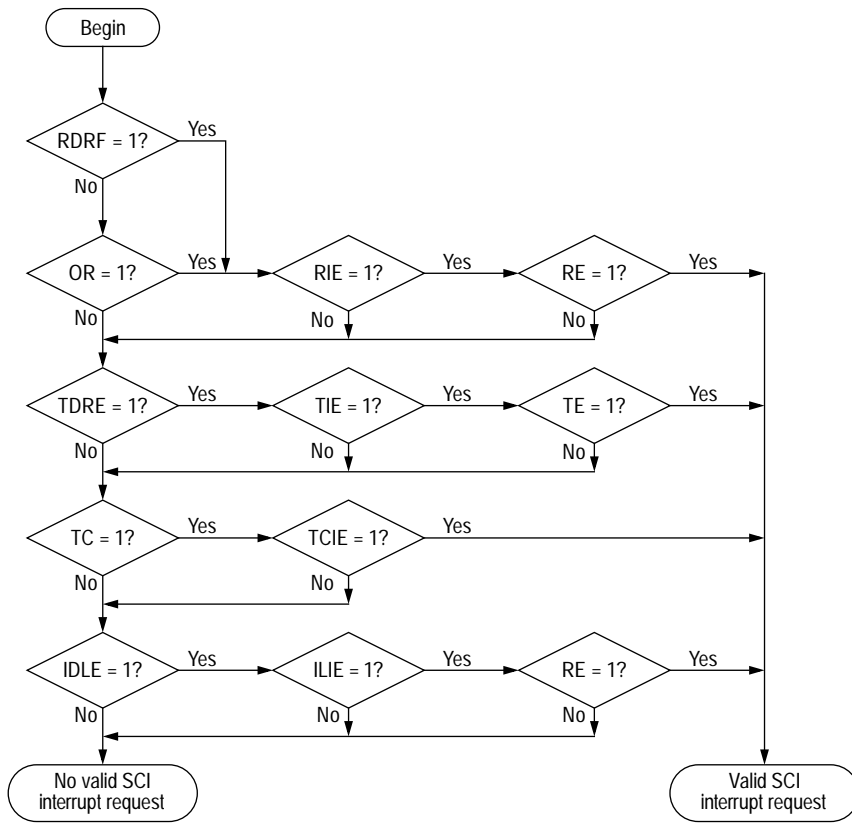 Begin
RDRF = 1?
Yes
No
OR = 1?
Yes
RIE = 1?
Yes
RE = 1?
Yes
No
No
No
TDRE = 1?
Yes
TIE = 1?
Yes
TE = 1?
Yes
No
No
No
TC = 1?
Yes
TCIE = 1?
Yes
No
No
IDLE = 1?
Yes
ILIE = 1?
Yes
RE = 1?
Yes
No
No
No
No valid SCI
interrupt request
Valid SCI
interrupt request